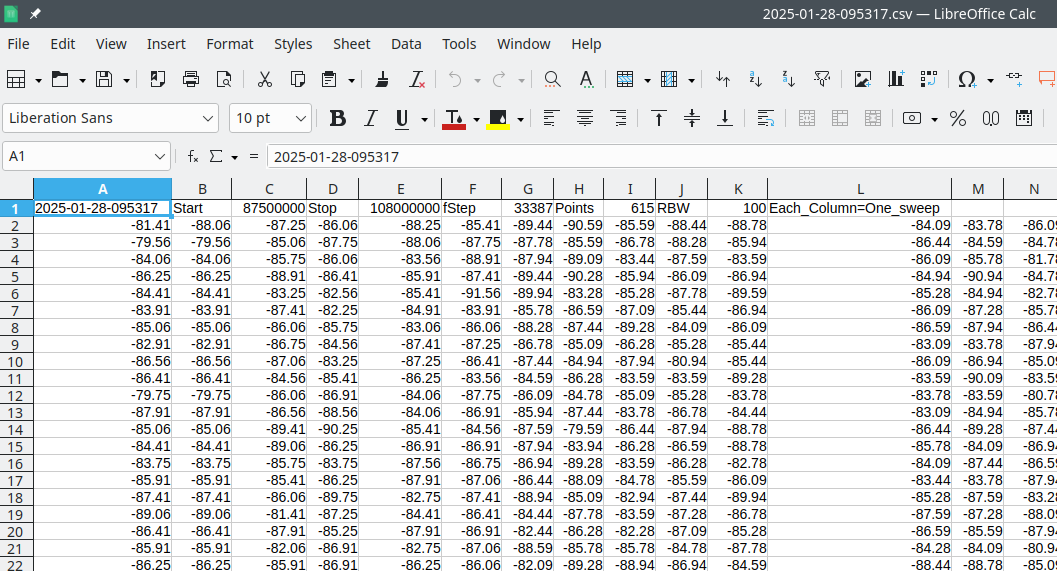 2025-01-28-095317.csv — LibreOffice Calc
File Edit View Insert Format Styles Sheet Data Tools Window Help
Liberation Sans 10 pt B I U
A1 2025-01-28-095317
A B C D E F G H I J K L M N
1 2025-01-28-095317 Start 87500000 Stop 108000000 fStep 33387 Points 615 RBW 100 Each_Column=One_sweep
2 -81.41 -88.06 -87.25 -86.06 -88.25 -85.41 -89.44 -90.59 -85.59 -88.44 -88.78 -84.09 -83.78 -86.09
3 -79.56 -79.56 -85.06 -87.75 -88.06 -87.75 -87.78 -85.59 -86.78 -88.28 -85.94 -86.44 -84.59 -84.78
4 -84.06 -84.06 -85.75 -86.06 -83.56 -88.91 -87.94 -89.09 -83.44 -87.59 -83.59 -86.09 -85.78 -81.78
5 -86.25 -86.25 -88.91 -86.41 -85.91 -87.41 -89.44 -90.28 -85.94 -86.09 -86.94 -84.94 -90.94 -84.78
6 -84.41 -84.41 -83.25 -82.56 -85.41 -91.56 -89.94 -83.28 -85.28 -87.78 -89.59 -85.28 -84.94 -82.78
7 -83.91 -83.91 -87.41 -82.25 -84.91 -83.91 -85.78 -86.59 -87.09 -85.44 -86.94 -86.09 -87.28 -85.78
8 -85.06 -85.06 -86.06 -85.75 -83.06 -86.06 -88.28 -87.44 -89.28 -84.09 -86.09 -86.59 -87.94 -86.44
9 -82.91 -82.91 -86.75 -84.56 -87.41 -87.25 -86.78 -85.09 -86.28 -85.28 -85.44 -83.09 -83.78 -87.94
10 -86.56 -86.56 -87.06 -83.25 -87.25 -86.41 -87.44 -84.94 -87.94 -80.94 -85.44 -86.09 -86.94 -85.09
11 -86.41 -86.41 -84.56 -85.41 -86.25 -83.56 -84.59 -86.28 -83.59 -83.59 -89.28 -83.59 -90.09 -83.59
12 -79.75 -79.75 -86.06 -86.91 -84.06 -87.75 -86.09 -84.78 -85.09 -85.28 -83.78 -83.78 -83.59 -80.78
13 -87.91 -87.91 -86.56 -88.56 -84.06 -86.91 -85.94 -87.44 -83.78 -86.78 -84.44 -83.09 -84.94 -85.78
14 -85.06 -85.06 -89.41 -90.25 -85.41 -84.56 -87.59 -79.59 -86.44 -87.94 -88.78 -86.44 -89.28 -87.44
15 -84.41 -84.41 -89.06 -86.25 -86.91 -86.91 -87.94 -83.94 -86.28 -86.59 -88.78 -85.78 -84.09 -86.94
16 -83.75 -83.75 -85.75 -83.75 -87.56 -86.75 -87.94 -89.28 -83.59 -86.28 -82.78 -84.09 -87.44 -86.59
17 -85.91 -85.91 -85.41 -86.25 -87.91 -87.06 -86.44 -88.09 -84.78 -85.59 -86.09 -83.44 -83.78 -87.94
18 -87.41 -87.41 -86.06 -89.75 -82.75 -87.41 -88.94 -85.09 -82.94 -87.44 -89.94 -85.28 -87.59 -83.28
19 -89.06 -89.06 -81.41 -87.25 -84.41 -86.41 -84.44 -87.78 -83.59 -87.28 -85.28 -87.59 -87.28 -88.09
20 -86.41 -86.41 -87.91 -85.25 -87.91 -86.91 -82.44 -86.28 -82.28 -87.09 -85.28 -86.59 -85.59 -87.94
21 -85.91 -85.91 -82.06 -86.91 -82.75 -87.06 -88.59 -85.78 -85.78 -84.78 -87.78 -84.28 -84.09 -80.94
22 -86.25 -86.25 -85.91 -86.91 -86.25 -86.06 -82.09 -89.28 -88.94 -86.94 -84.59 -88.44 -88.78 -85.09